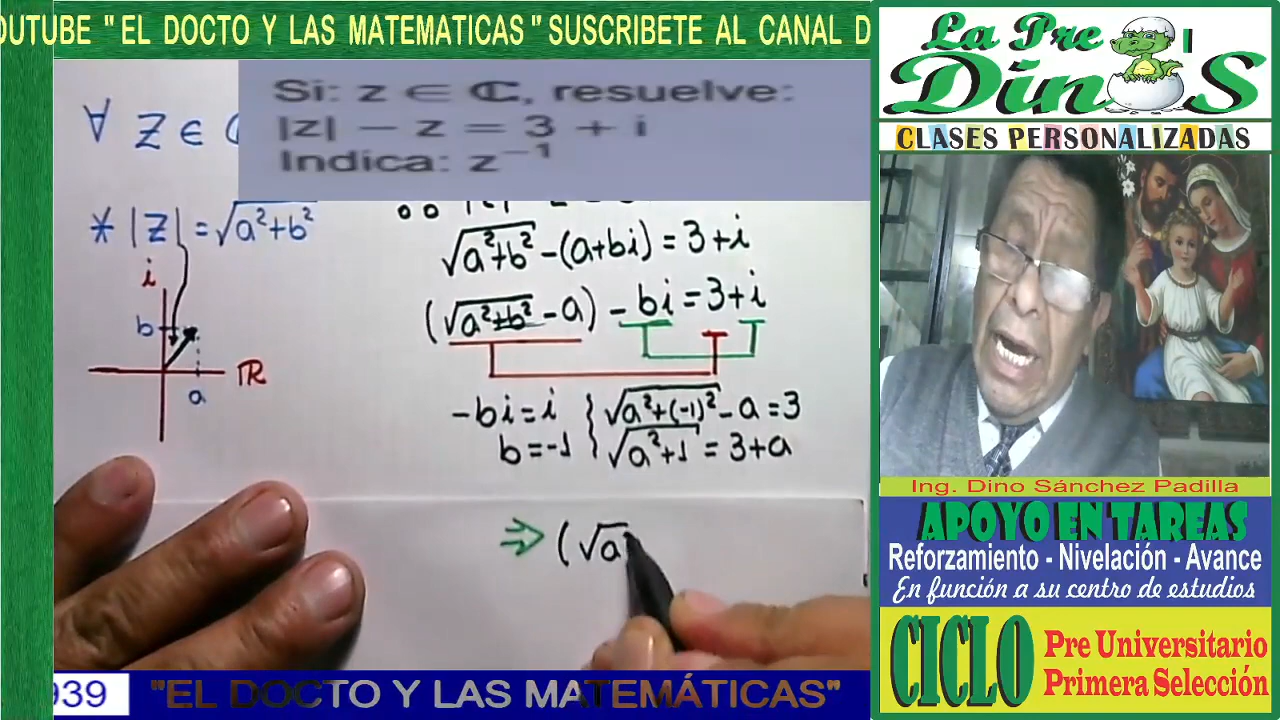 OUTUBE " EL DOCTO Y LAS MATEMATICAS " SUSCRIBETE AL CANAL D
Si: z ∈ ℂ, resuelve:
|z| − z = 3 + i
Indica: z⁻¹
∀ Z ∈
* |Z| = √(a²+b²)
i
b
a
ℝ
√(a²+b²) -(a+bi) = 3+i
(√(a²+b²) - a) - bi = 3+i
-bi = i { √(a²+(-1)²) - a = 3
b = -1 { √(a²+1) = 3+a
⇒ (√a
939 "EL DOCTO Y LAS MATEMÁTICAS"
La Pre
DinoS
CLASES PERSONALIZADAS
Ing. Dino Sánchez Padilla
APOYO EN TAREAS
Reforzamiento - Nivelación - Avance
En función a su centro de estudios
CICLO Pre Universitario
Primera Selección